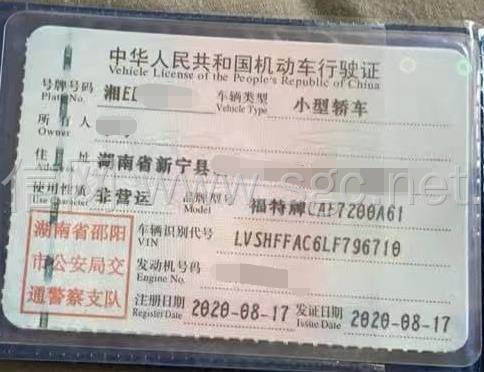 中华人民共和国机动车行驶证
Vehicle License of the People's Republic of China
号牌号码 湘EL 车辆类型 小型轿车
Plate No. Vehicle Type
所有人
Owner
住 址 湖南省新宁县
使用性质 非营运 品牌型号 福特牌CAF7200A61
Use Character Model
湖南省邵阳
市公安局交
通警察支队
车辆识别代号 LVSHFFAC6LF796710
VIN
发动机号码
Engine No.
注册日期 2020-08-17 发证日期 2020-08-17
Register Date Issue Date
www.sgc.net